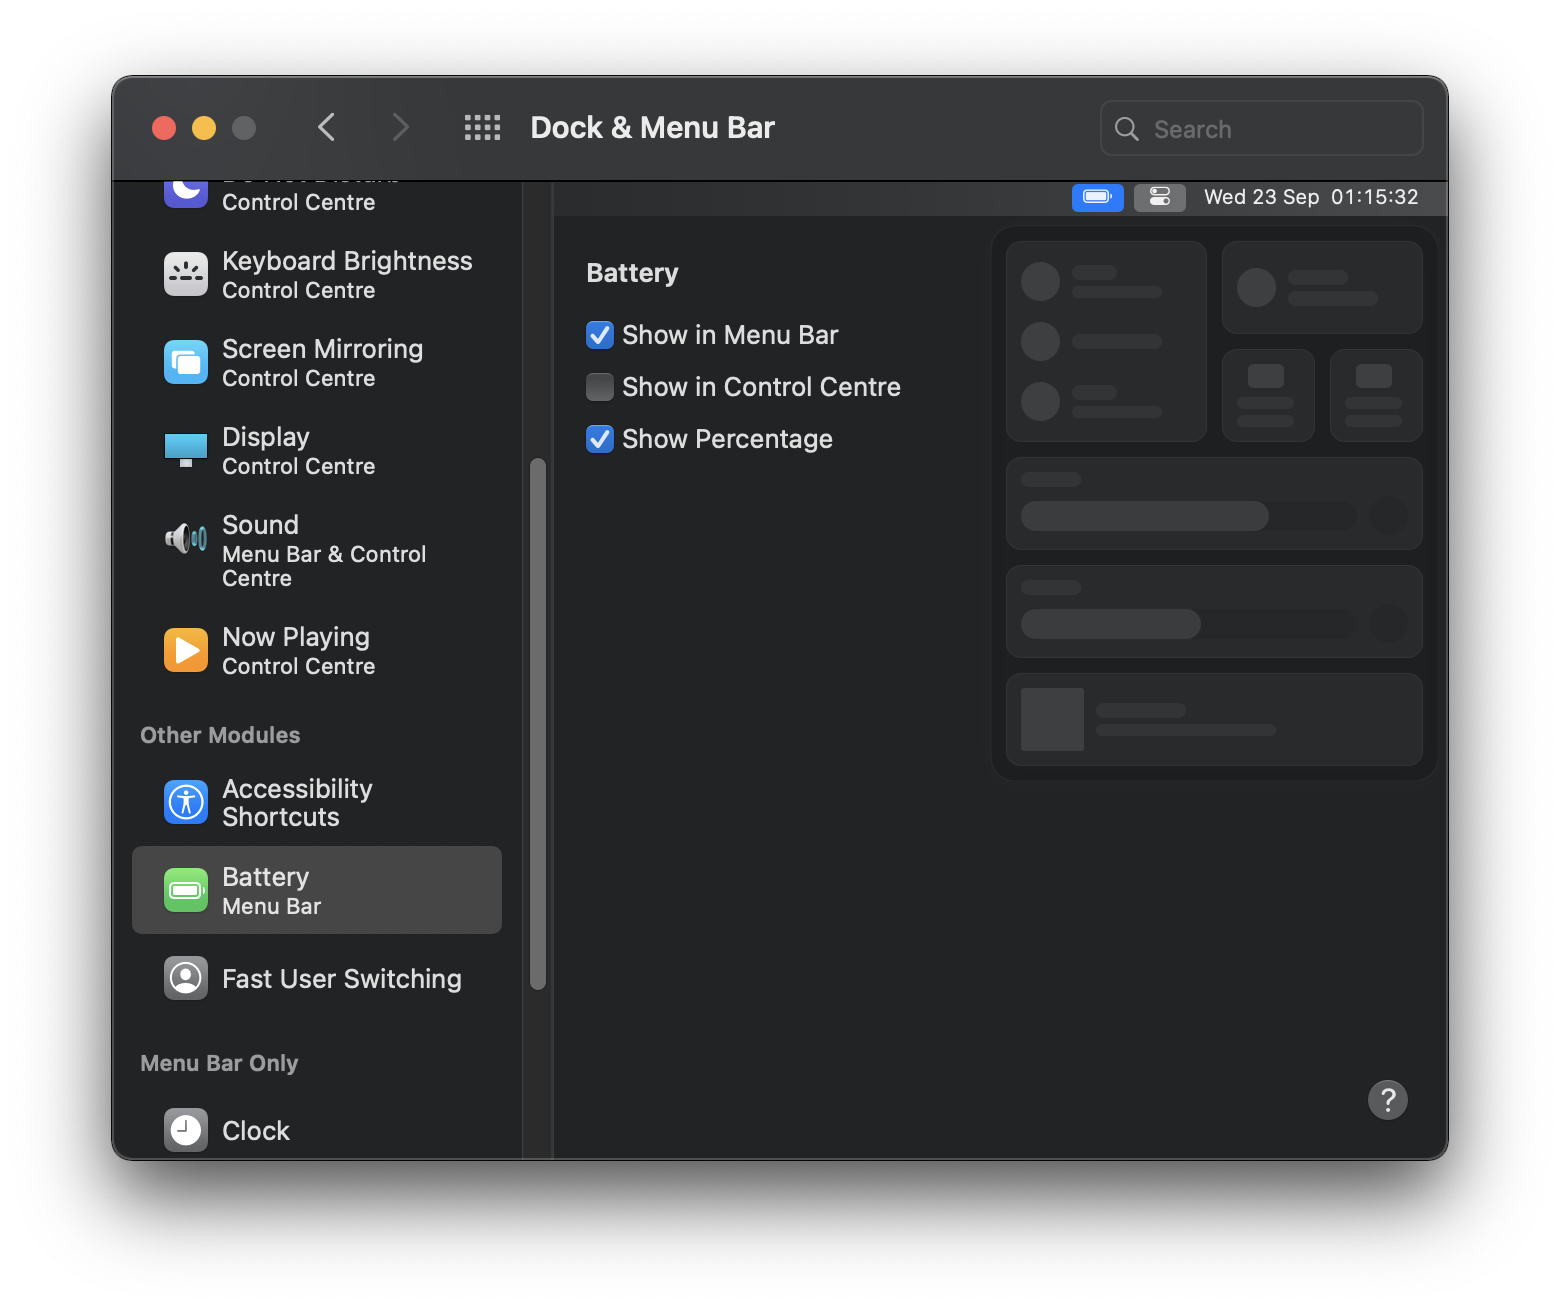 Dock & Menu Bar
Search
Control Centre
Keyboard Brightness
Control Centre
Screen Mirroring
Control Centre
Display
Control Centre
Sound
Menu Bar & Control
Centre
Now Playing
Control Centre
Other Modules
Accessibility
Shortcuts
Battery
Menu Bar
Fast User Switching
Menu Bar Only
Clock
Wed 23 Sep 01:15:32
Battery
Show in Menu Bar
Show in Control Centre
Show Percentage
?